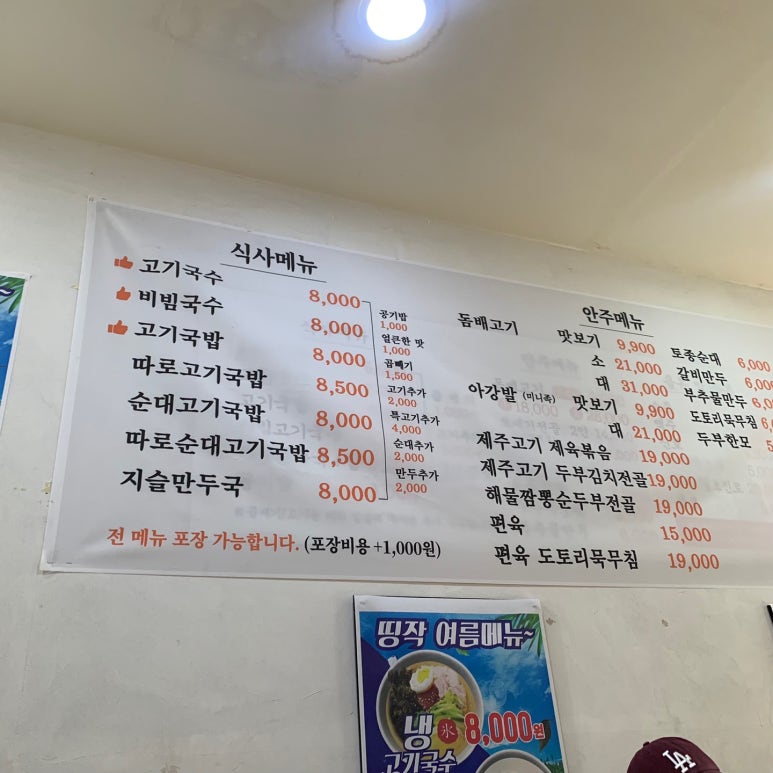 식사메뉴
고기국수 8,000
비빔국수 8,000
고기국밥 8,000
따로고기국밥 8,500
순대고기국밥 8,000
따로순대고기국밥 8,500
지슬만두국 8,000
공기밥
1,000
얼큰한 맛
1,000
곱빼기
1,500
고기추가
2,000
특고기추가
4,000
순대추가
2,000
만두추가
2,000
전 메뉴 포장 가능합니다. (포장비용 +1,000원)
안주메뉴
돔배고기 맛보기 9,900
소 21,000
대 31,000
아강발 (미니족) 맛보기 9,900
대 21,000
제주고기 제육볶음 19,000
제주고기 두부김치전골 19,000
해물짬뽕순두부전골 19,000
편육 15,000
편육 도토리묵무침 19,000
토종순대 6,000
갈비만두
부추물만두
도토리묵무침
두부한모
띵작 여름메뉴~
냉
氷
8,000원
고기국수
LA